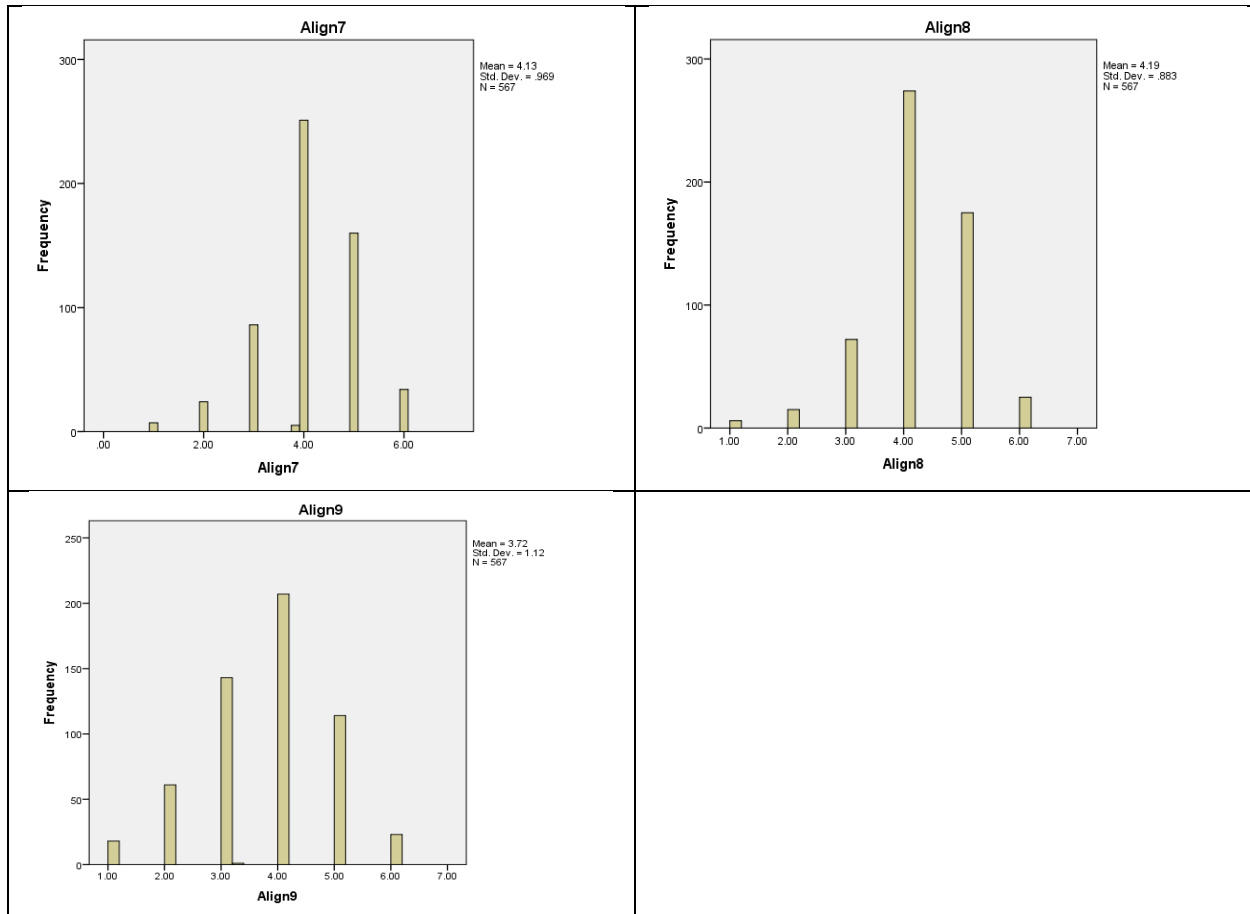 Align7
Mean = 4.13
Std. Dev. = .969
N = 567
300
200
100
0
Frequency
.00 2.00 4.00 6.00
Align7
Align8
Mean = 4.19
Std. Dev. = .883
N = 567
300
200
100
0
Frequency
1.00 2.00 3.00 4.00 5.00 6.00 7.00
Align8
Align9
Mean = 3.72
Std. Dev. = 1.12
N = 567
250
200
150
100
50
0
Frequency
1.00 2.00 3.00 4.00 5.00 6.00 7.00
Align9